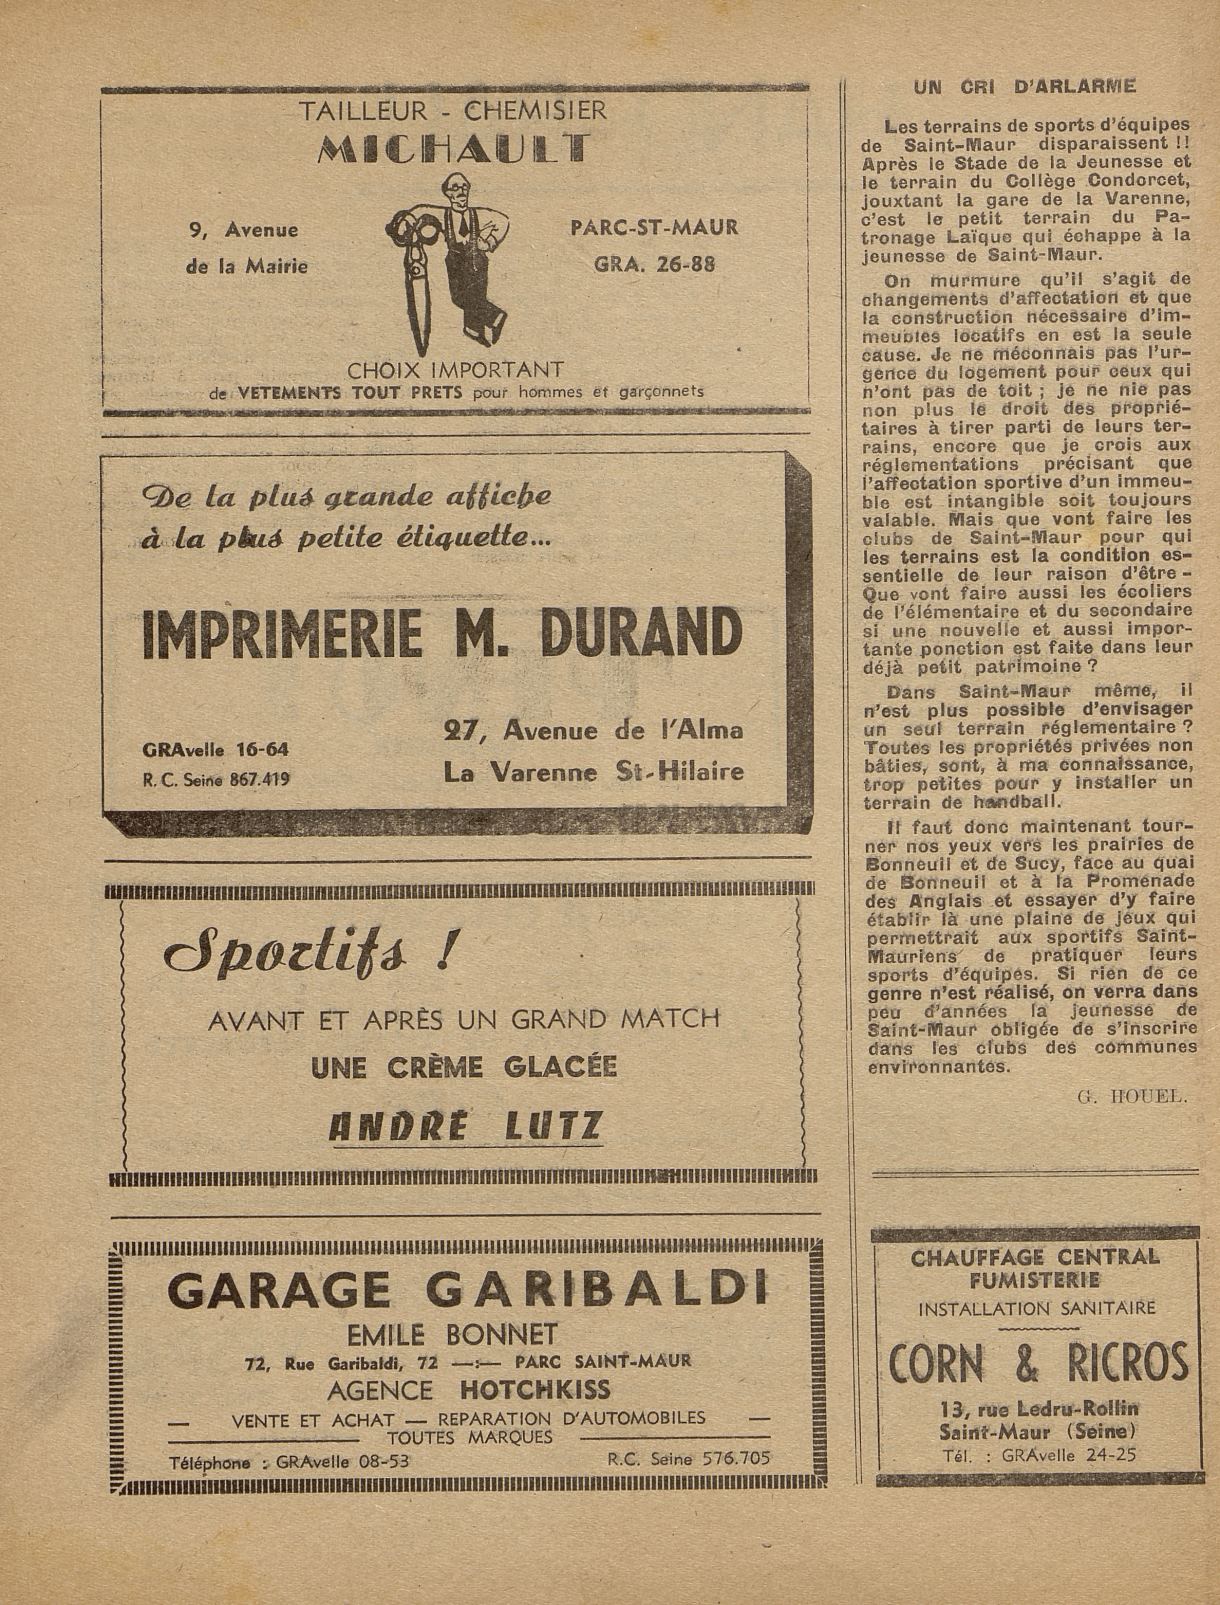 TAILLEUR - CHEMISIER
MICHAULT
9, Avenue
de la Mairie
PARC-ST-MAUR
GRA. 26-88
CHOIX IMPORTANT
de VETEMENTS TOUT PRETS pour hommes et garçonnets
De la plus grande affiche
à la plus petite étiquette...
IMPRIMERIE M. DURAND
GRAvelle 16-64
R. C. Seine 867.419
27, Avenue de l'Alma
La Varenne St-Hilaire
Sportifs !
AVANT ET APRÈS UN GRAND MATCH
UNE CRÈME GLACÉE
ANDRÉ LUTZ
GARAGE GARIBALDI
EMILE BONNET
72, Rue Garibaldi, 72 —:— PARC SAINT-MAUR
AGENCE HOTCHKISS
— VENTE ET ACHAT — REPARATION D'AUTOMOBILES —
TOUTES MARQUES
Téléphone : GRAvelle 08-53
R.C. Seine 576.705
UN CRI D'ARLARME
Les terrains de sports d'équipes
de Saint-Maur disparaissent !!
Après le Stade de la Jeunesse et
le terrain du Collège Condorcet,
jouxtant la gare de la Varenne,
c'est le petit terrain du Pa-
tronage Laïque qui échappe à la
jeunesse de Saint-Maur.
On murmure qu'il s'agit de
changements d'affectation et que
la construction nécessaire d'im-
meubles locatifs en est la seule
cause. Je ne méconnais pas l'ur-
gence du logement pour ceux qui
n'ont pas de toit ; je ne nie pas
non plus le droit des proprié-
taires à tirer parti de leurs ter-
rains, encore que je crois aux
réglementations précisant que
l'affectation sportive d'un immeu-
ble est intangible soit toujours
valable. Mais que vont faire les
clubs de Saint-Maur pour qui
les terrains est la condition es-
sentielle de leur raison d'être -
Que vont faire aussi les écoliers
de l'élémentaire et du secondaire
si une nouvelle et aussi impor-
tante ponction est faite dans leur
déjà petit patrimoine ?
Dans Saint-Maur même, il
n'est plus possible d'envisager
un seul terrain réglementaire ?
Toutes les propriétés privées non
bâties, sont, à ma connaissance,
trop petites pour y installer un
terrain de handball.
Il faut donc maintenant tour-
ner nos yeux vers les prairies de
Bonneuil et de Sucy, face au quai
de Bonneuil et à la Promenade
des Anglais et essayer d'y faire
établir là une plaine de jeux qui
permettrait aux sportifs Saint-
Mauriens de pratiquer leurs
sports d'équipes. Si rien de ce
genre n'est réalisé, on verra dans
peu d'années la jeunesse de
Saint-Maur obligée de s'inscrire
dans les clubs des communes
environnantes.
G. HOUEL.
CHAUFFAGE CENTRAL
FUMISTERIE
INSTALLATION SANITAIRE
CORN & RICROS
13, rue Ledru-Rollin
Saint-Maur (Seine)
Tél. : GRAvelle 24-25